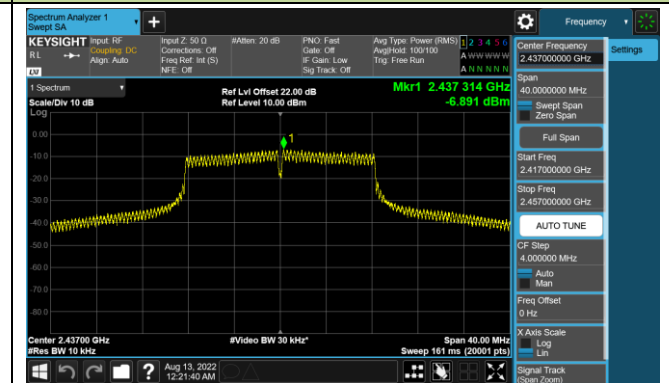 Spectrum Analyzer 1
Swept SA
Frequency
KEYSIGHT
RL
Input: RF
Coupling: DC
Align: Auto
Input Z: 50 Ω
Corrections: Off
Freq Ref: Int (S)
NFE: Off
#Atten: 20 dB
PNO: Fast
Gate: Off
IF Gain: Low
Sig Track: Off
Avg Type: Power (RMS)
Avg|Hold: 100/100
Trig: Free Run
1 2 3 4 5 6
A W W W W W
A N N N N N
1 Spectrum
Scale/Div 10 dB
Log
Ref Lvl Offset 22.00 dB
Ref Level 10.00 dBm
Mkr1 2.437 314 GHz
-6.891 dBm
1
0.00
-10.0
-20.0
-30.0
-40.0
-50.0
-60.0
-70.0
-80.0
Center 2.43700 GHz
#Res BW 10 kHz
#Video BW 30 kHz*
Span 40.00 MHz
Sweep 161 ms (20001 pts)
Aug 13, 2022
12:21:40 AM
Center Frequency
2.437000000 GHz
Settings
Span
40.0000000 MHz
Swept Span
Zero Span
Full Span
Start Freq
2.417000000 GHz
Stop Freq
2.457000000 GHz
AUTO TUNE
CF Step
4.000000 MHz
Auto
Man
Freq Offset
0 Hz
X Axis Scale
Log
Lin
Signal Track
(Span Zoom)